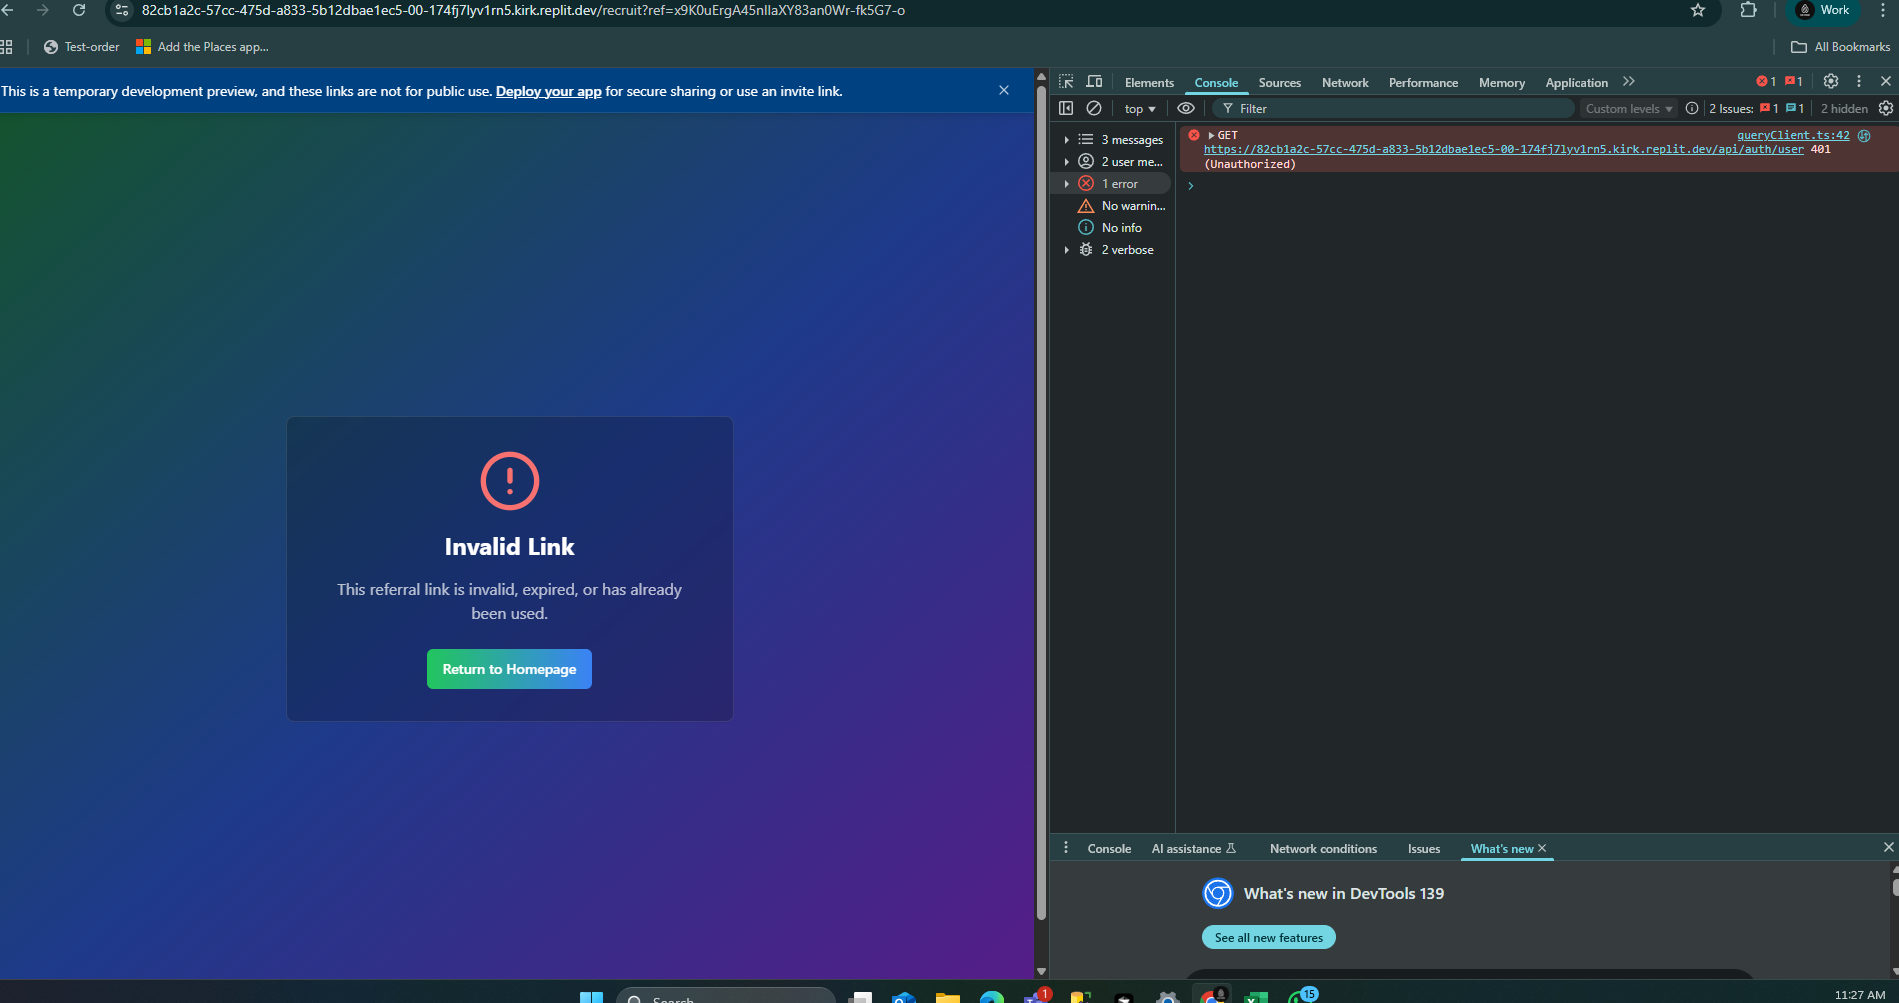 82cb1a2c-57cc-475d-a833-5b12dbae1ec5-00-174fj7lyv1rn5.kirk.replit.dev/recruit?ref=x9K0uErgA45nIlaXY83an0Wr-fk5G7-o
Work
Test-order
Add the Places app...
All Bookmarks
This is a temporary development preview, and these links are not for public use. Deploy your app for secure sharing or use an invite link.
Invalid Link
This referral link is invalid, expired, or has already
been used.
Return to Homepage
Elements Console Sources Network Performance Memory Application
1 1
top
Filter
Custom levels
2 Issues: 1 1
2 hidden
3 messages
2 user me...
1 error
No warnin...
No info
2 verbose
GET queryClient.ts:42
https://82cb1a2c-57cc-475d-a833-5b12dbae1ec5-00-174fj7lyv1rn5.kirk.replit.dev/api/auth/user 401
(Unauthorized)
Console AI assistance Network conditions Issues What's new
What's new in DevTools 139
See all new features
Search
1
15
11:27 AM